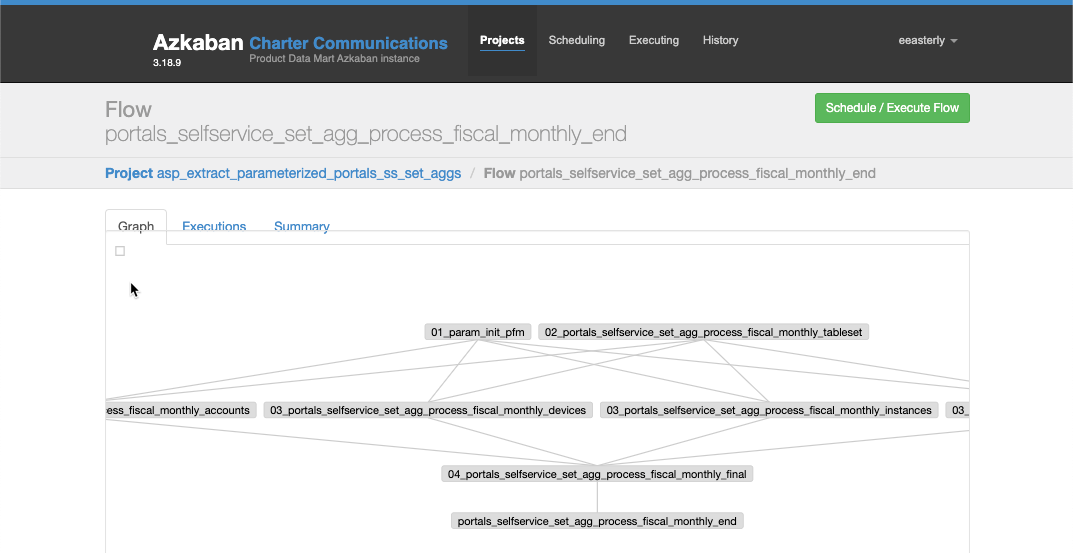 Azkaban Charter Communications
3.18.9 Product Data Mart Azkaban instance
Projects Scheduling Executing History
eeasterly
Flow
portals_selfservice_set_agg_process_fiscal_monthly_end
Schedule / Execute Flow
Project asp_extract_parameterized_portals_ss_set_aggs / Flow portals_selfservice_set_agg_process_fiscal_monthly_end
Graph Executions Summary
01_param_init_pfm 02_portals_selfservice_set_agg_process_fiscal_monthly_tableset
ess_fiscal_monthly_accounts 03_portals_selfservice_set_agg_process_fiscal_monthly_devices 03_portals_selfservice_set_agg_process_fiscal_monthly_instances 03_
04_portals_selfservice_set_agg_process_fiscal_monthly_final
portals_selfservice_set_agg_process_fiscal_monthly_end